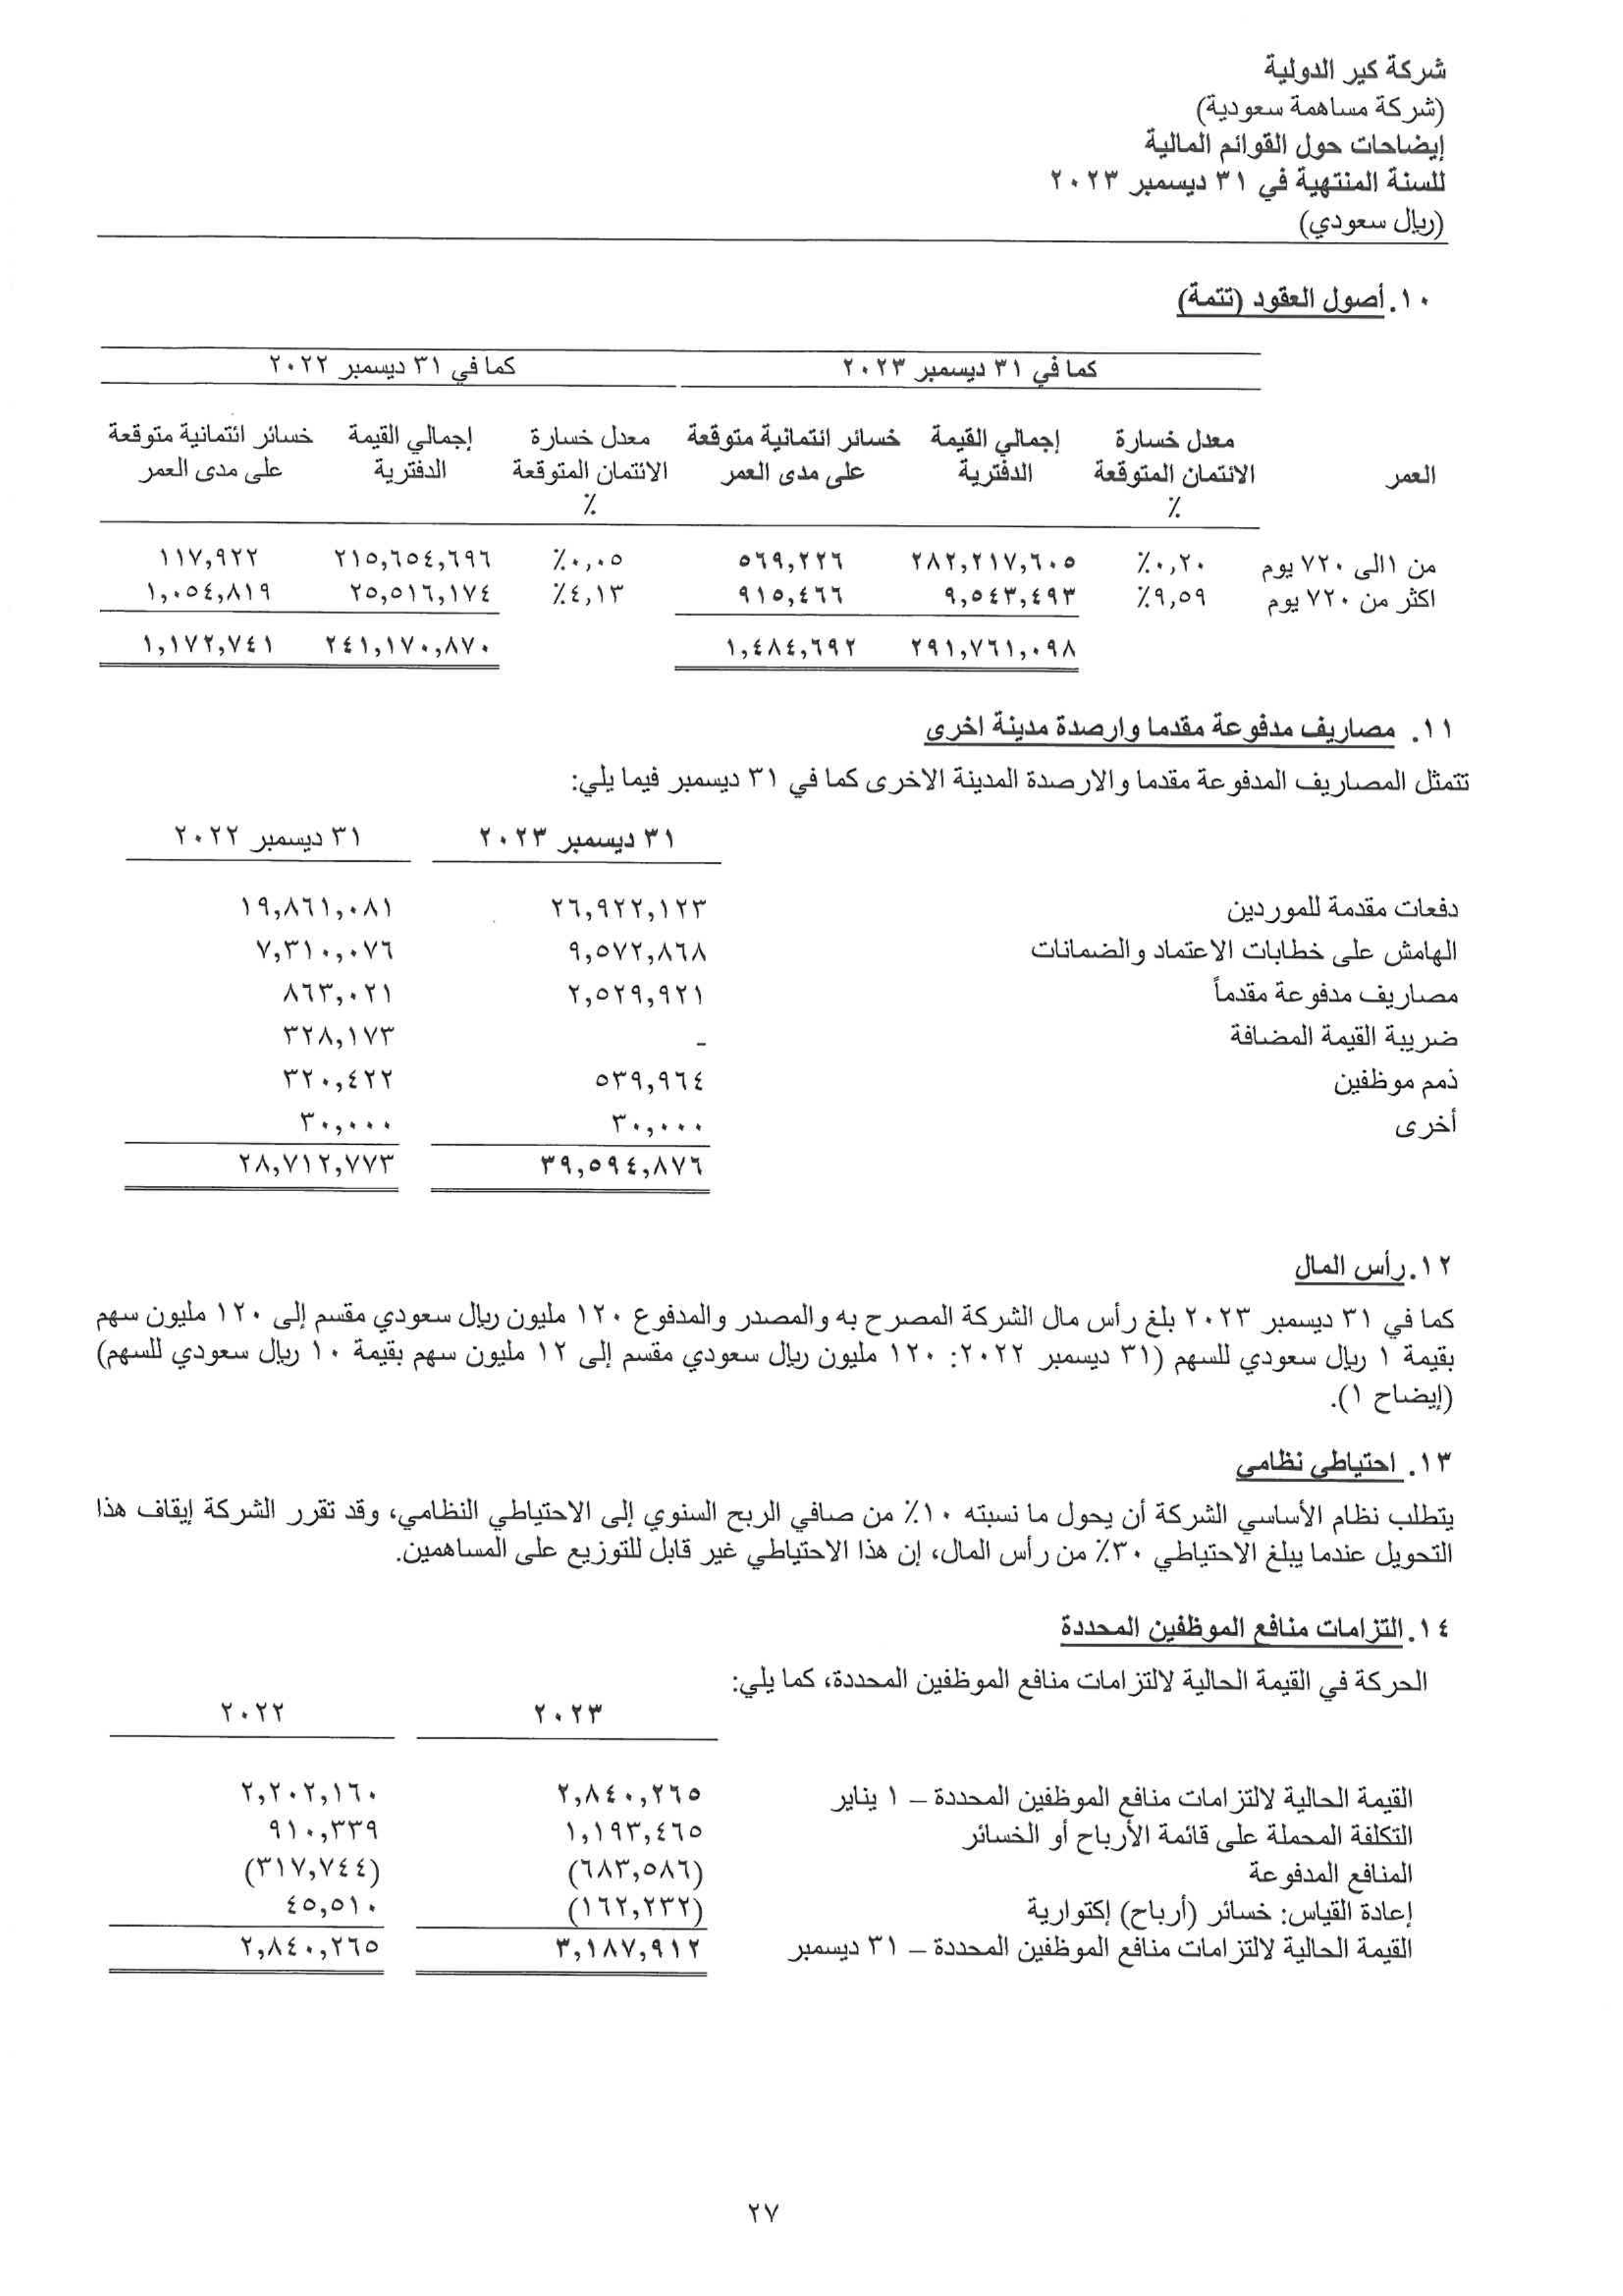 شركة كير الدولية
(شركة مساهمة سعودية)
إيضاحات حول القوائم المالية
للسنة المنتهية في ٣١ ديسمبر ٢٠٢٣
(ريال سعودي)
١٠. أصول العقود (تتمة)
كما في ٣١ ديسمبر ٢٠٢٣ كما في ٣١ ديسمبر ٢٠٢٢
معدل خسارة إجمالي القيمة خسائر ائتمانية متوقعة معدل خسارة إجمالي القيمة خسائر ائتمانية متوقعة
العمر الائتمان المتوقعة الدفترية على مدى العمر الائتمان المتوقعة الدفترية على مدى العمر
٪ ٪
من ١الى ٧٢٠ يوم ٠,٢٠٪ ٢٨٢,٢١٧,٦٠٥ ٥٦٩,٢٢٦ ٠,٠٥٪ ٢١٥,٦٥٤,٦٩٦ ١١٧,٩٢٢
اكثر من ٧٢٠ يوم ٩,٥٩٪ ٩,٥٤٣,٤٩٣ ٩١٥,٤٦٦ ٤,١٣٪ ٢٥,٥١٦,١٧٤ ١,٠٥٤,٨١٩
٢٩١,٧٦١,٠٩٨ ١,٤٨٤,٦٩٢ ٢٤١,١٧٠,٨٧٠ ١,١٧٢,٧٤١
١١. مصاريف مدفوعة مقدما وارصدة مدينة اخرى
تتمثل المصاريف المدفوعة مقدما والارصدة المدينة الاخرى كما في ٣١ ديسمبر فيما يلي:
٣١ ديسمبر ٢٠٢٣ ٣١ ديسمبر ٢٠٢٢
دفعات مقدمة للموردين ٢٦,٩٢٢,١٢٣ ١٩,٨٦١,٠٨١
الهامش على خطابات الاعتماد والضمانات ٩,٥٧٢,٨٦٨ ٧,٣١٠,٠٧٦
مصاريف مدفوعة مقدماً ٢,٥٢٩,٩٢١ ٨٦٣,٠٢١
ضريبة القيمة المضافة - ٣٢٨,١٧٣
ذمم موظفين ٥٣٩,٩٦٤ ٣٢٠,٤٢٢
أخرى ٣٠,٠٠٠ ٣٠,٠٠٠
٣٩,٥٩٤,٨٧٦ ٢٨,٧١٢,٧٧٣
١٢. رأس المال
كما في ٣١ ديسمبر ٢٠٢٣ بلغ رأس مال الشركة المصرح به والمصدر والمدفوع ١٢٠ مليون ريال سعودي مقسم إلى ١٢٠ مليون سهم
بقيمة ١ ريال سعودي للسهم (٣١ ديسمبر ٢٠٢٢: ١٢٠ مليون ريال سعودي مقسم إلى ١٢ مليون سهم بقيمة ١٠ ريال سعودي للسهم)
(إيضاح ١).
١٣. احتياطي نظامي
يتطلب نظام الأساسي الشركة أن يحول ما نسبته ١٠٪ من صافي الربح السنوي إلى الاحتياطي النظامي، وقد تقرر الشركة إيقاف هذا
التحويل عندما يبلغ الاحتياطي ٣٠٪ من رأس المال، إن هذا الاحتياطي غير قابل للتوزيع على المساهمين.
١٤. التزامات منافع الموظفين المحددة
الحركة في القيمة الحالية لالتزامات منافع الموظفين المحددة، كما يلي:
٢٠٢٣ ٢٠٢٢
القيمة الحالية لالتزامات منافع الموظفين المحددة – ١ يناير ٢,٨٤٠,٢٦٥ ٢,٢٠٢,١٦٠
التكلفة المحملة على قائمة الأرباح أو الخسائر ١,١٩٣,٤٦٥ ٩١٠,٣٣٩
المنافع المدفوعة (٦٨٣,٥٨٦) (٣١٧,٧٤٤)
إعادة القياس: خسائر (أرباح) إكتوارية (١٦٢,٢٣٢) ٤٥,٥١٠
القيمة الحالية لالتزامات منافع الموظفين المحددة – ٣١ ديسمبر ٣,١٨٧,٩١٢ ٢,٨٤٠,٢٦٥
٢٧